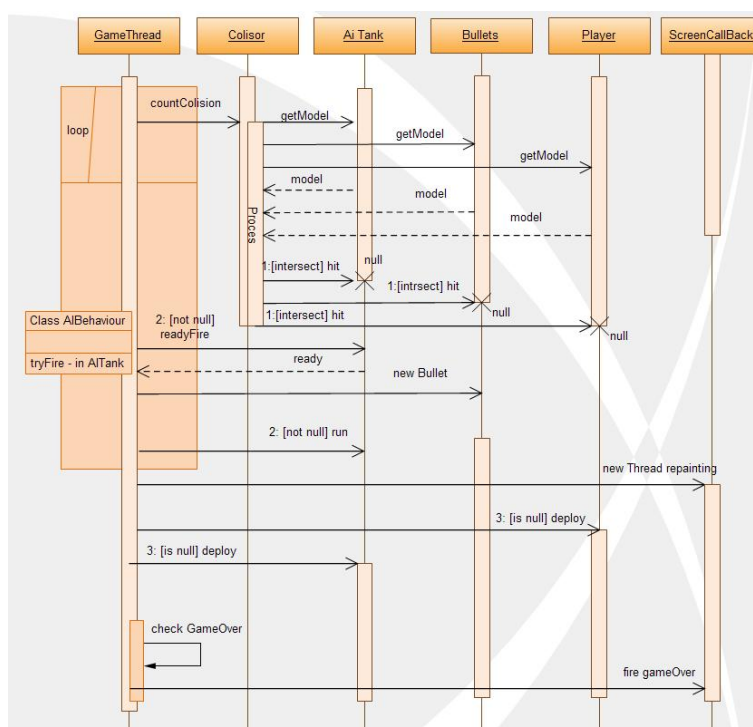 GameThread
Colisor
Ai Tank
Bullets
Player
ScreenCallBack
loop
countColision
getModel
getModel
getModel
model
model
model
Proces
null
1:[intersect] hit
1:[intrsect] hit
null
1:[intersect] hit
null
Class AIBehaviour
2: [not null]
readyFire
tryFire - in AITank
ready
new Bullet
2: [not null] run
new Thread repainting
3: [is null] deploy
3: [is null] deploy
check GameOver
fire gameOver